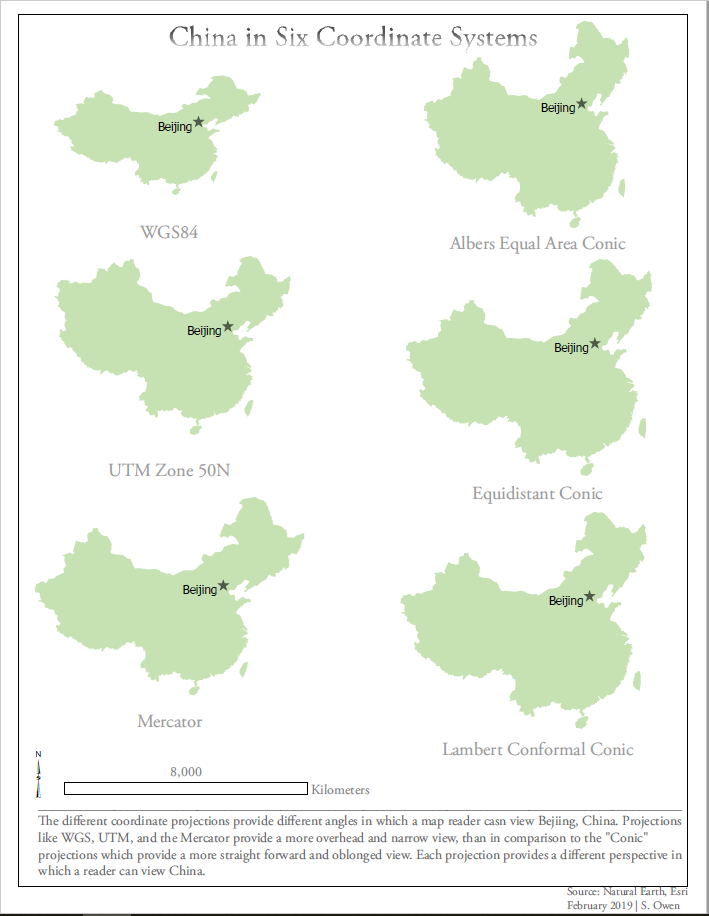 China in Six Coordinate Systems
Beijing
WGS84
Beijing
Albers Equal Area Conic
Beijing
UTM Zone 50N
Beijing
Equidistant Conic
Beijing
Mercator
Beijing
Lambert Conformal Conic
N
8,000
Kilometers
The different coordinate projections provide different angles in which a map reader casn view Bejiing, China. Projections
like WGS, UTM, and the Mercator provide a more overhead and narrow view, than in comparison to the "Conic"
projections which provide a more straight forward and oblonged view. Each projection provides a different perspective in
which a reader can view China.
Source: Natural Earth, Esri
February 2019 | S. Owen